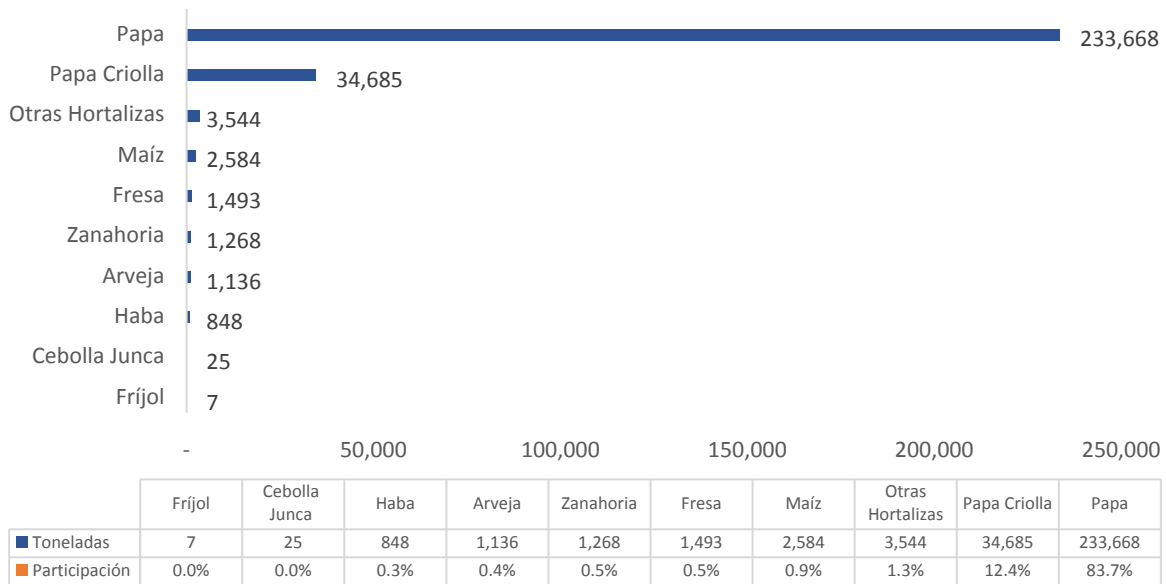 Papa 233,668
Papa Criolla 34,685
Otras Hortalizas 3,544
Maíz 2,584
Fresa 1,493
Zanahoria 1,268
Arveja 1,136
Haba 848
Cebolla Junca 25
Fríjol 7
- 50,000 100,000 150,000 200,000 250,000
Fríjol Cebolla Junca Haba Arveja Zanahoria Fresa Maíz Otras Hortalizas Papa Criolla Papa
Toneladas 7 25 848 1,136 1,268 1,493 2,584 3,544 34,685 233,668
Participación 0.0% 0.0% 0.3% 0.4% 0.5% 0.5% 0.9% 1.3% 12.4% 83.7%